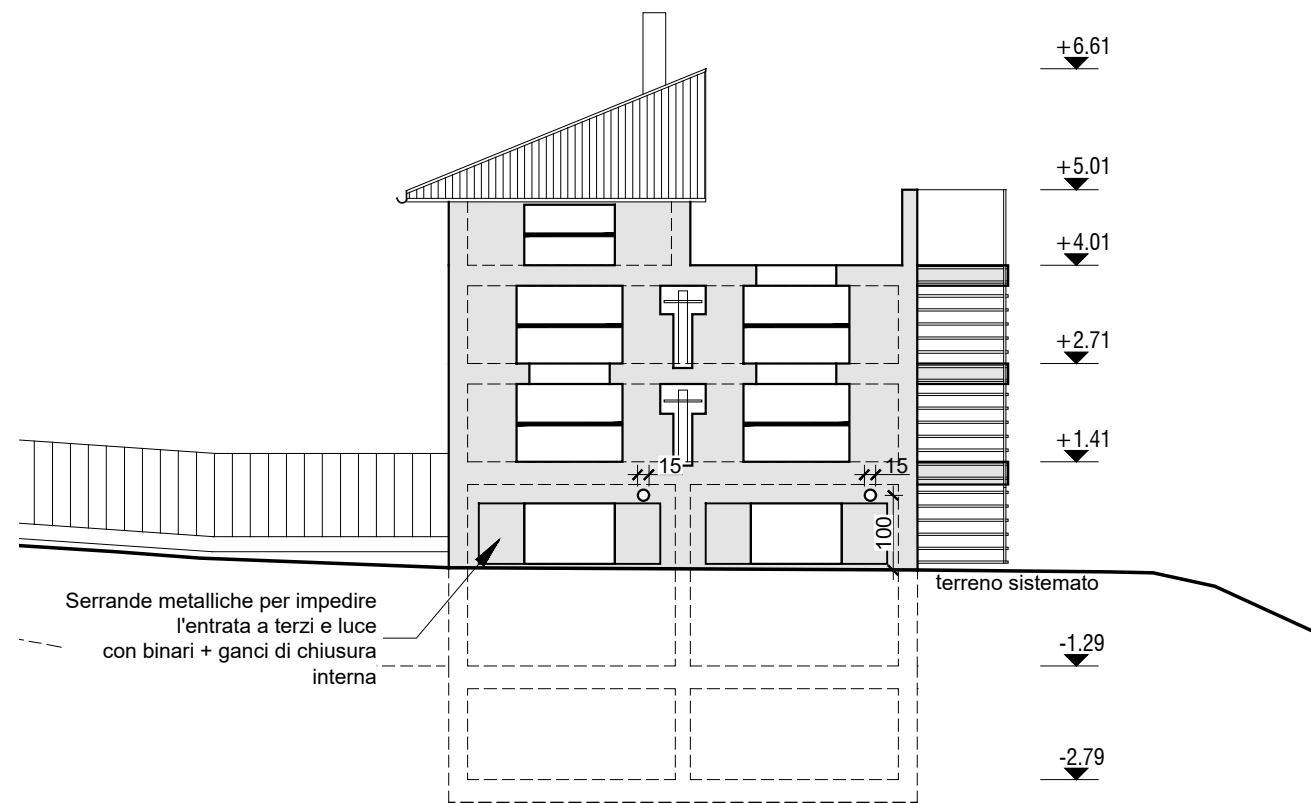 +6.61
+5.01
+4.01
+2.71
+1.41
15
15
100
terreno sistemato
Serrande metalliche per impedire
l'entrata a terzi e luce
con binari + ganci di chiusura
interna
-1.29
-2.79